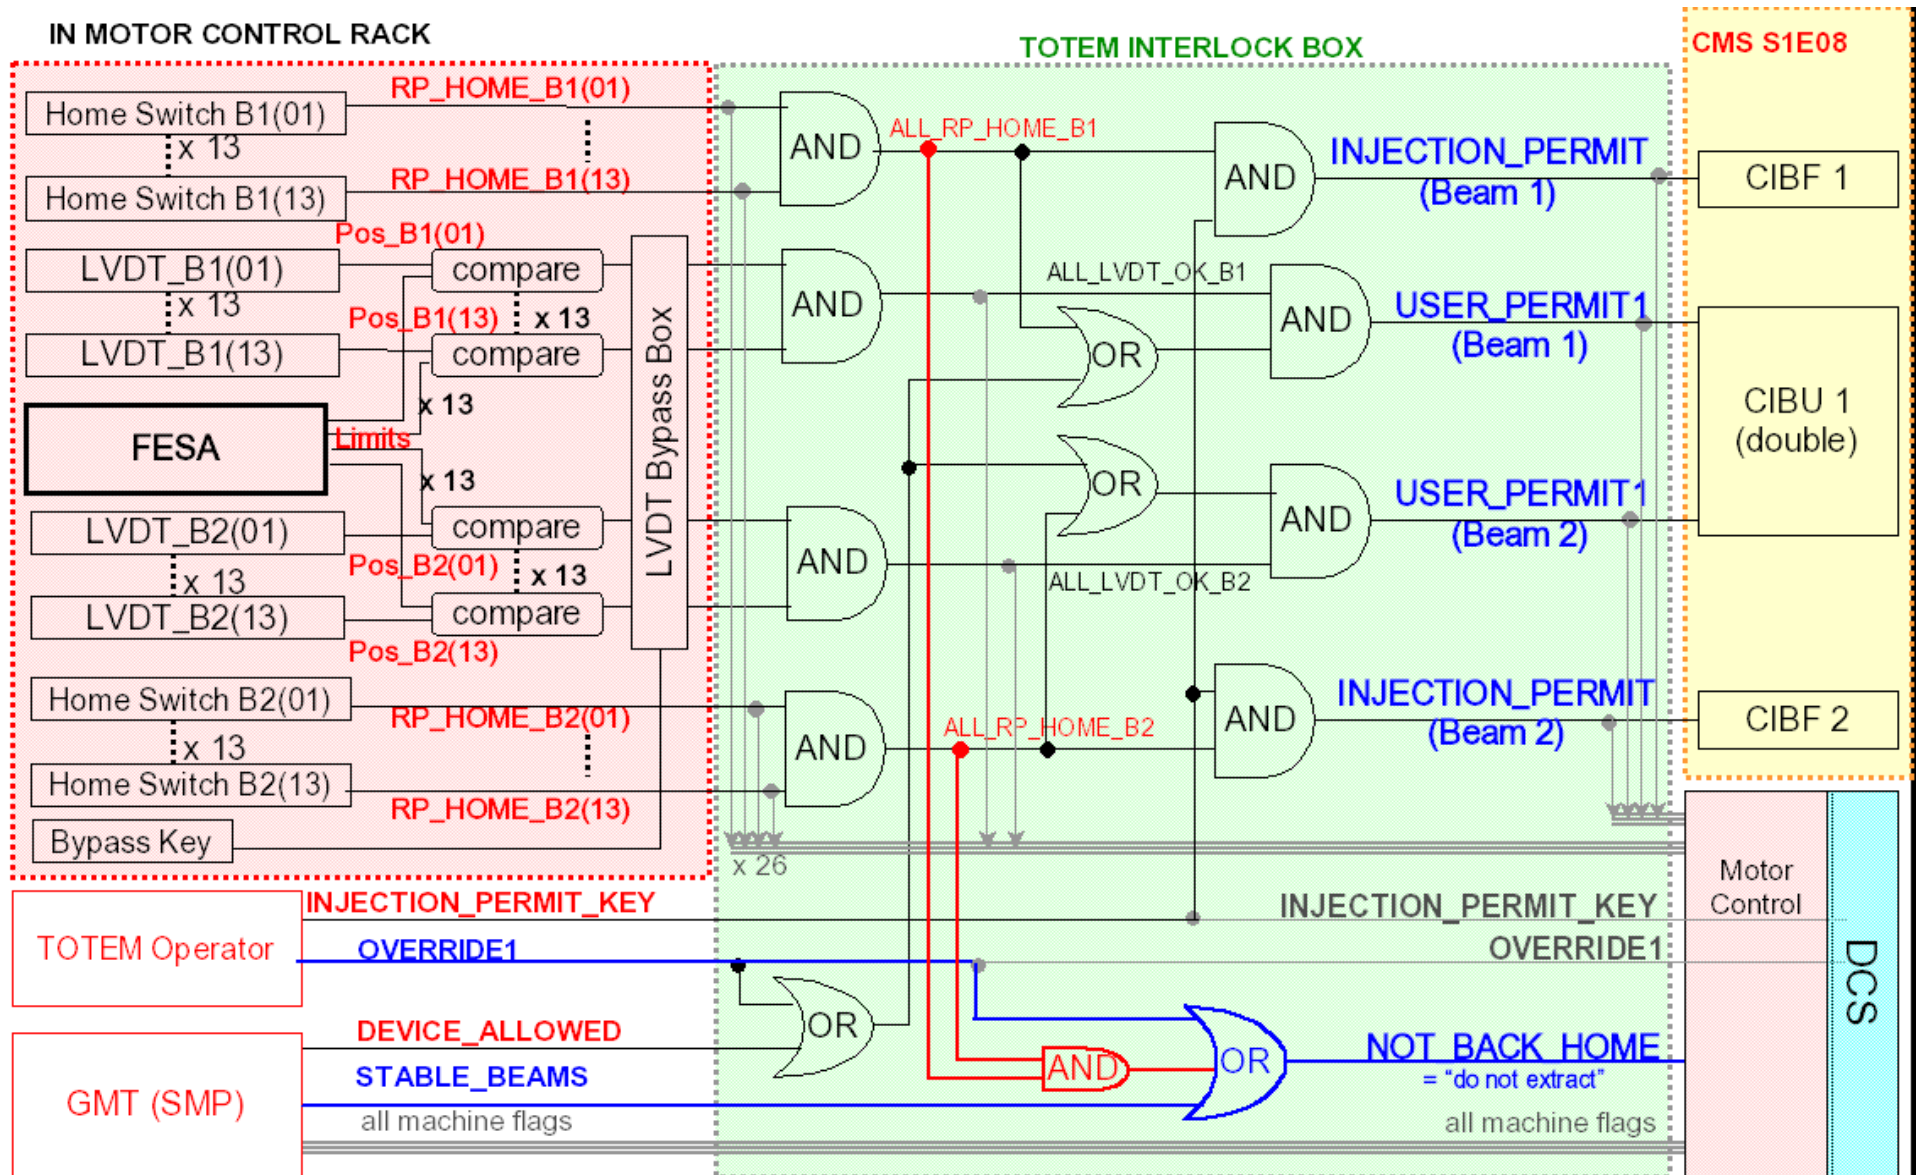 IN MOTOR CONTROL RACK
TOTEM INTERLOCK BOX
CMS S1E08
Home Switch B1(01)
x 13
Home Switch B1(13)
RP_HOME_B1(01)
RP_HOME_B1(13)
AND
ALL_RP_HOME_B1
AND
INJECTION_PERMIT
(Beam 1)
CIBF 1
Pos_B1(01)
LVDT_B1(01)
x 13
LVDT_B1(13)
Pos_B1(13)
compare
x 13
compare
x 13
LVDT Bypass Box
AND
ALL_LVDT_OK_B1
OR
AND
USER_PERMIT1
(Beam 1)
CIBU 1
(double)
FESA
Limits
x 13
OR
AND
USER_PERMIT1
(Beam 2)
LVDT_B2(01)
x 13
LVDT_B2(13)
Pos_B2(01)
Pos_B2(13)
compare
x 13
compare
AND
ALL_LVDT_OK_B2
Home Switch B2(01)
x 13
Home Switch B2(13)
RP_HOME_B2(01)
RP_HOME_B2(13)
AND
ALL_RP_HOME_B2
AND
INJECTION_PERMIT
(Beam 2)
CIBF 2
Bypass Key
x 26
Motor
Control
DCS
TOTEM Operator
INJECTION_PERMIT_KEY
INJECTION_PERMIT_KEY
OVERRIDE1
OVERRIDE1
OR
GMT (SMP)
DEVICE_ALLOWED
STABLE_BEAMS
all machine flags
AND
OR
NOT_BACK_HOME
= “do not extract”
all machine flags